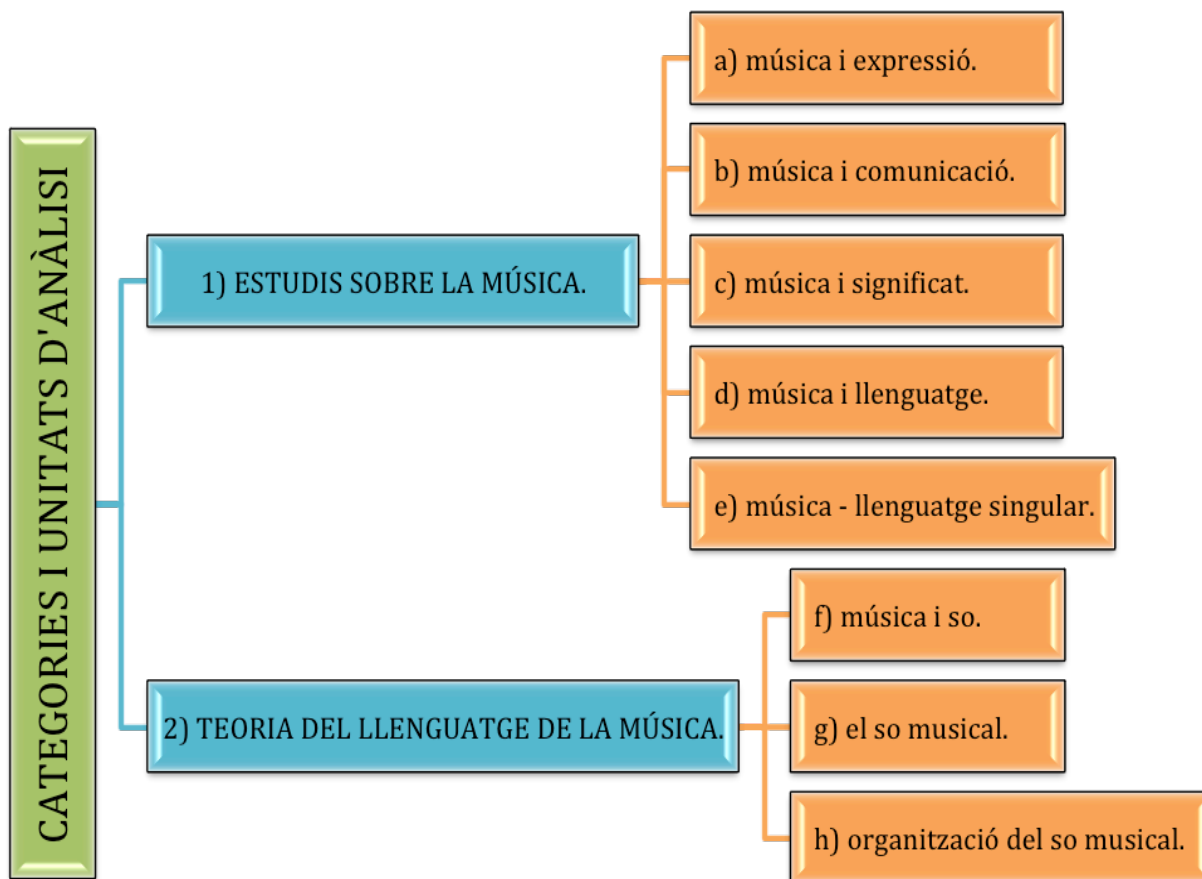 CATEGORIES I UNITATS D'ANÀLISI
1) ESTUDIS SOBRE LA MÚSICA.
a) música i expressió.
b) música i comunicació.
c) música i significat.
d) música i llenguatge.
e) música - llenguatge singular.
2) TEORIA DEL LLENGUATGE DE LA MÚSICA.
f) música i so.
g) el so musical.
h) organització del so musical.